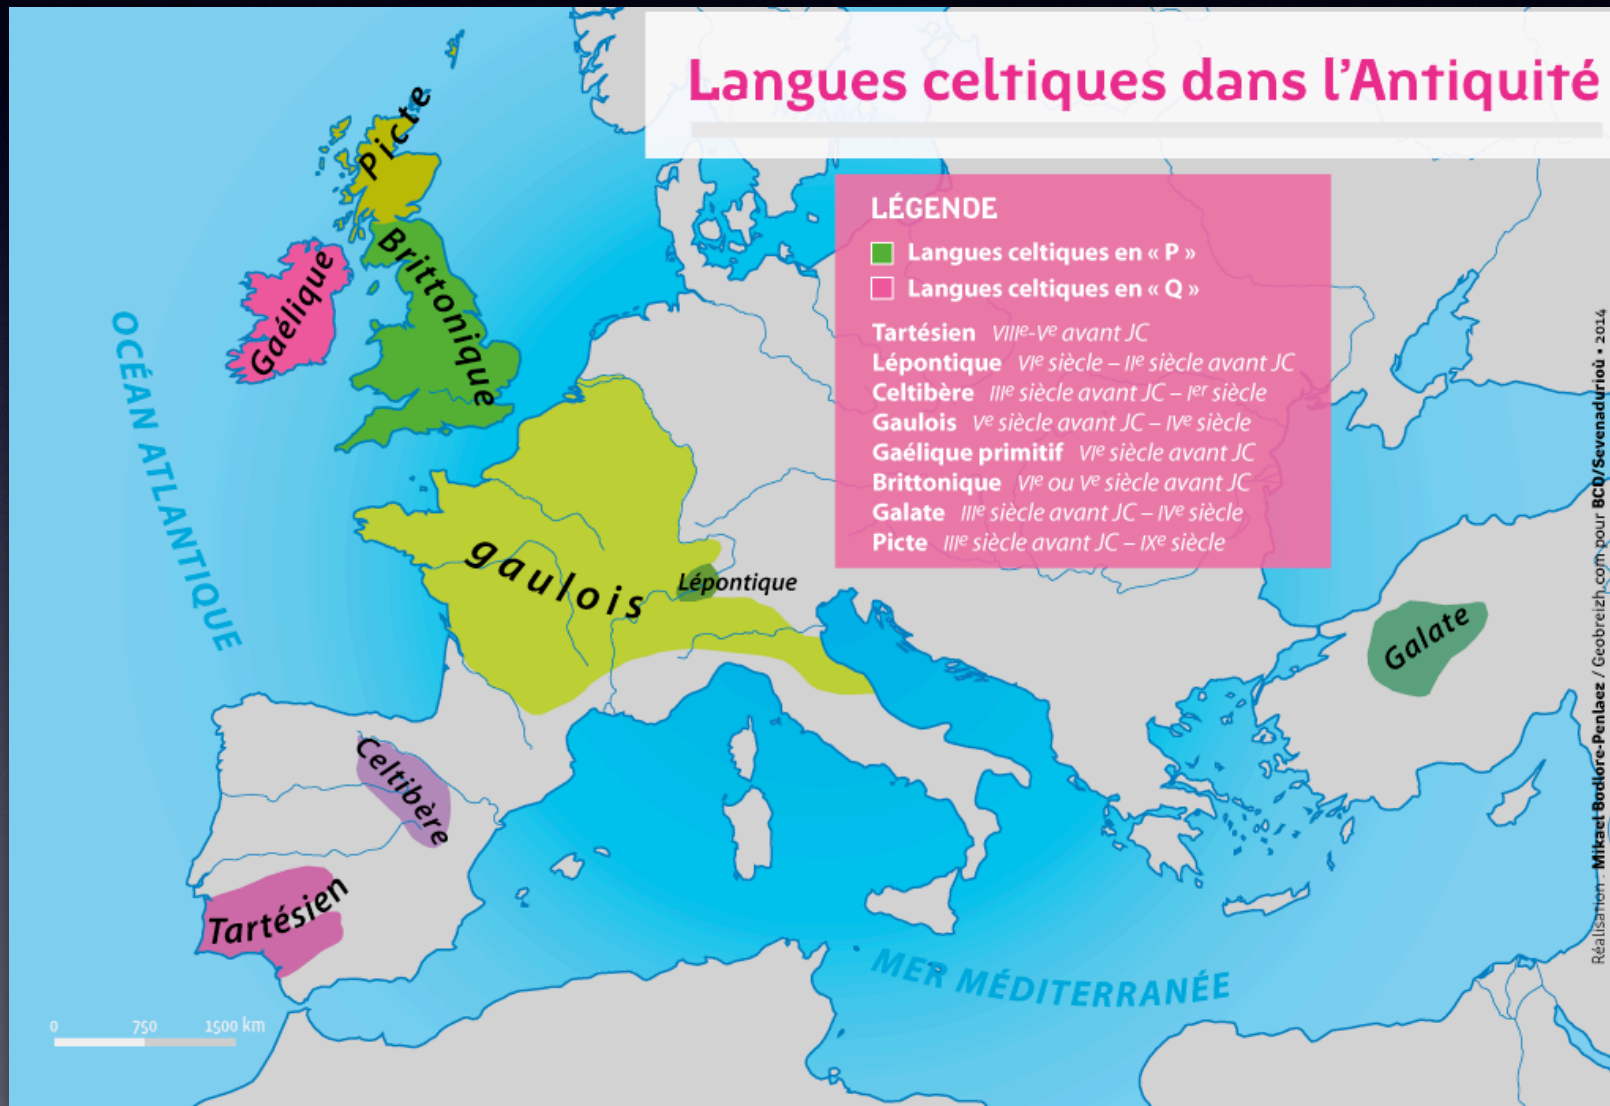 Langues celtiques dans l'Antiquité
LÉGENDE
Langues celtiques en « P »
Langues celtiques en « Q »
Tartésien VIIIe-Ve avant JC
Lépontique VIe siècle – IIe siècle avant JC
Celtibère IIIe siècle avant JC – Ier siècle
Gaulois Ve siècle avant JC – IVe siècle
Gaélique primitif VIe siècle avant JC
Brittonique VIe ou Ve siècle avant JC
Galate IIIe siècle avant JC – IVe siècle
Picte IIIe siècle avant JC – IXe siècle
Picte
Brittonique
Gaélique
OCÉAN ATLANTIQUE
gaulois
Lépontique
Galate
Celtibère
Tartésien
MER MÉDITERRANÉE
0 750 1500 km
Réalisation : Mikael Bodlore-Penlaez / Geobreizh.com pour BCD/Sevenadurioù • 2014